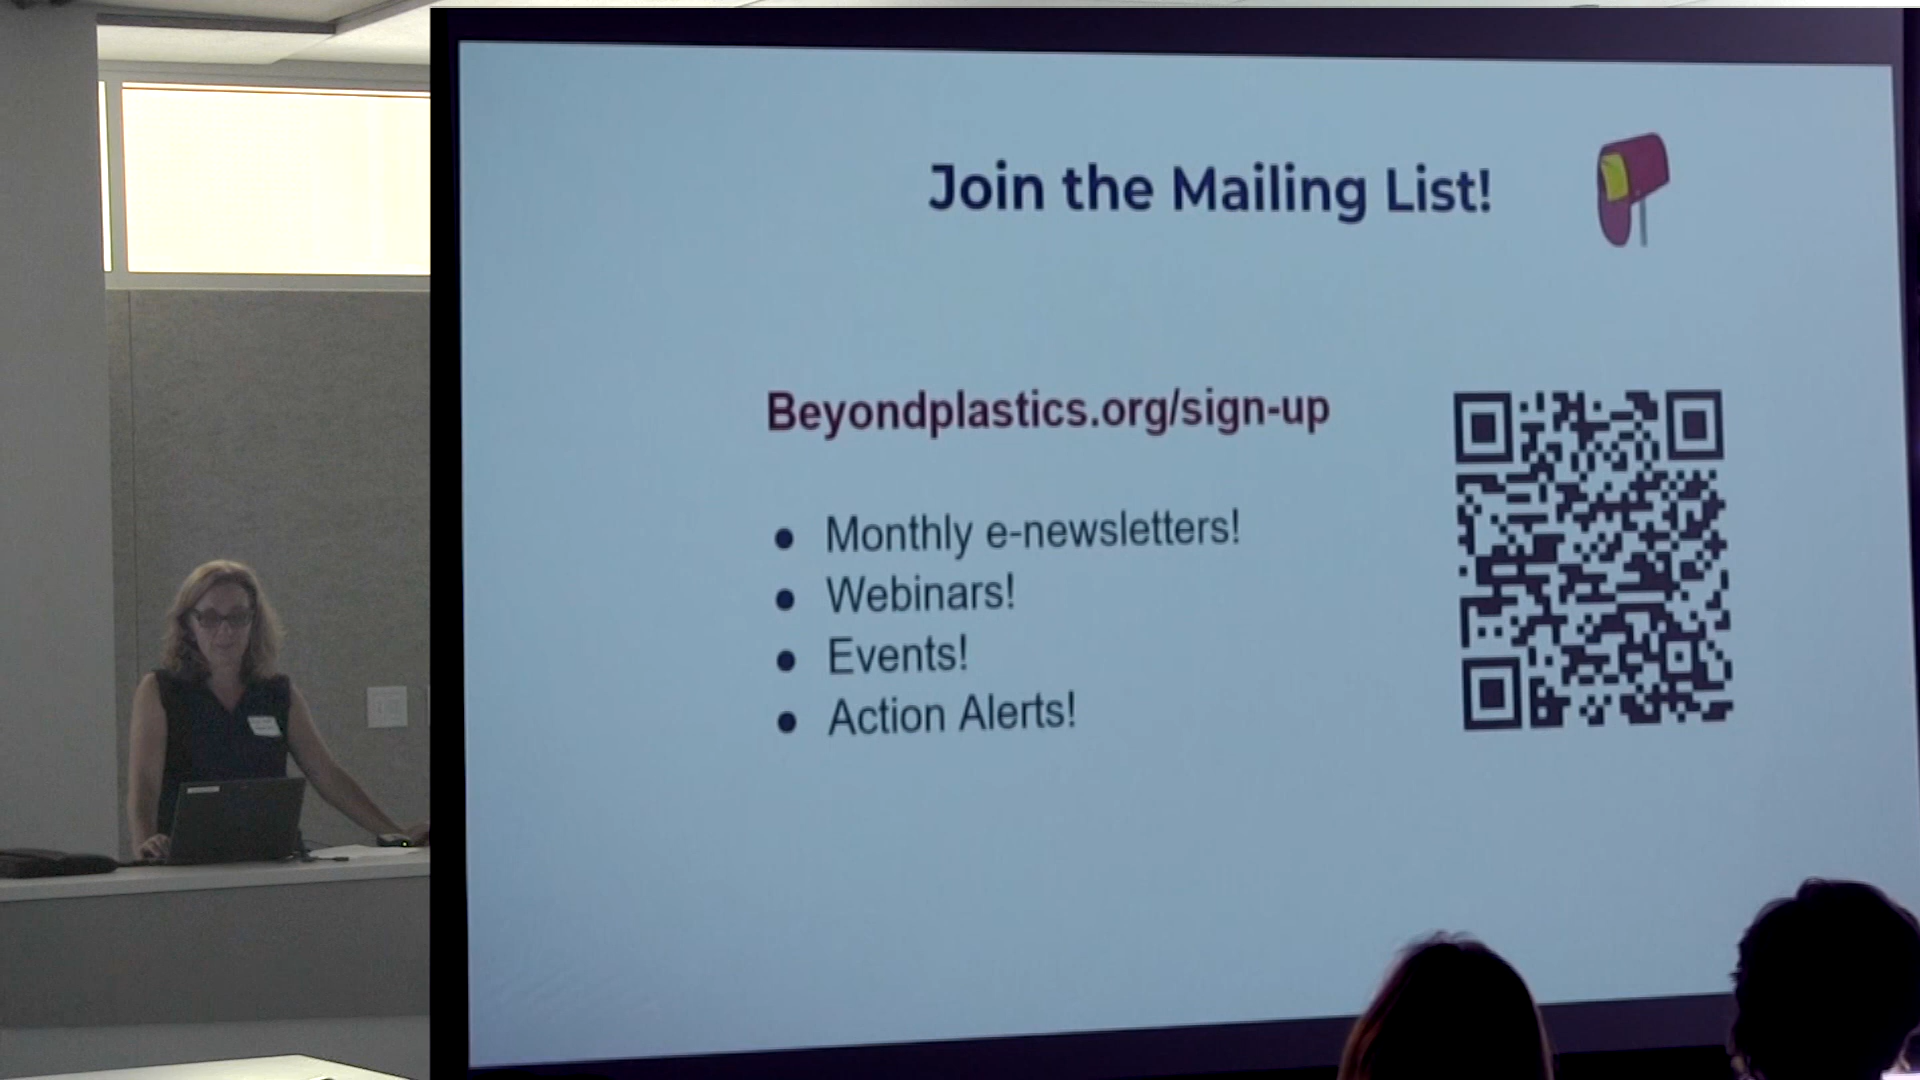 Join the Mailing List!
Beyondplastics.org/sign-up
● Monthly e-newsletters!
● Webinars!
● Events!
● Action Alerts!